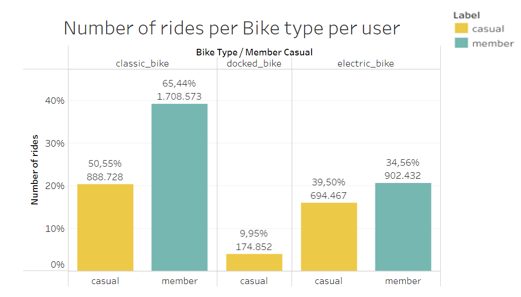 Number of rides per Bike type per user
Label
casual
member
Bike Type / Member Casual
classic_bike docked_bike electric_bike
Number of rides
40%
30%
20%
10%
0%
50,55%
888.728
65,44%
1.708.573
9,95%
174.852
39,50%
694.467
34,56%
902.432
casual member casual casual member